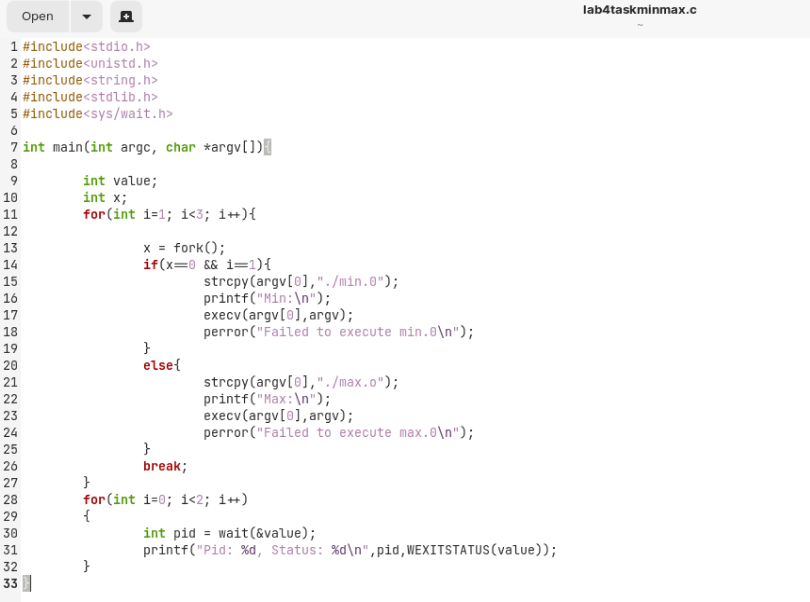 Open
lab4taskminmax.c
~
1 #include<stdio.h>
2 #include<unistd.h>
3 #include<string.h>
4 #include<stdlib.h>
5 #include<sys/wait.h>
6
7 int main(int argc, char *argv[]){
8
9         int value;
10         int x;
11         for(int i=1; i<3; i++){
12
13                 x = fork();
14                 if(x==0 && i==1){
15                         strcpy(argv[0],"./min.0");
16                         printf("Min:\n");
17                         execv(argv[0],argv);
18                         perror("Failed to execute min.0\n");
19                 }
20                 else{
21                         strcpy(argv[0],"./max.o");
22                         printf("Max:\n");
23                         execv(argv[0],argv);
24                         perror("Failed to execute max.0\n");
25                 }
26                 break;
27         }
28         for(int i=0; i<2; i++)
29         {
30                 int pid = wait(&value);
31                 printf("Pid: %d, Status: %d\n",pid,WEXITSTATUS(value));
32         }
33 }